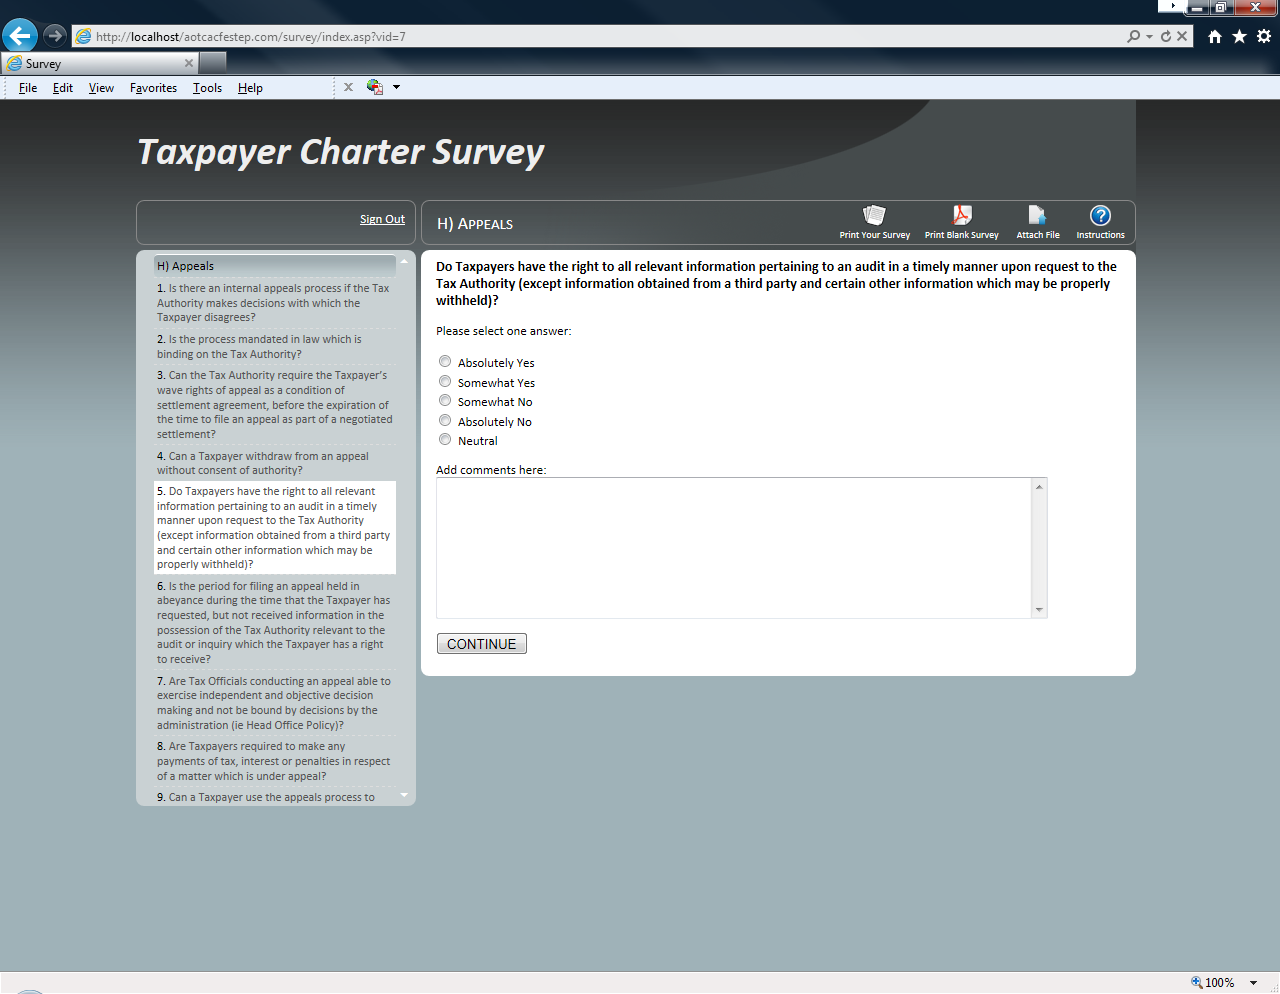 http://localhost/aotcacfestep.com/survey/index.asp?vid=7
Survey
File Edit View Favorites Tools Help
Taxpayer Charter Survey
Sign Out
H) Appeals
Print Your Survey
Print Blank Survey
Attach File
Instructions
H) Appeals
1. Is there an internal appeals process if the Tax
Authority makes decisions with which the
Taxpayer disagrees?
2. Is the process mandated in law which is
binding on the Tax Authority?
3. Can the Tax Authority require the Taxpayer's
wave rights of appeal as a condition of
settlement agreement, before the expiration of
the time to file an appeal as part of a negotiated
settlement?
4. Can a Taxpayer withdraw from an appeal
without consent of authority?
5. Do Taxpayers have the right to all relevant
information pertaining to an audit in a timely
manner upon request to the Tax Authority
(except information obtained from a third party
and certain other information which may be
properly withheld)?
6. Is the period for filing an appeal held in
abeyance during the time that the Taxpayer has
requested, but not received information in the
possession of the Tax Authority relevant to the
audit or inquiry which the Taxpayer has a right
to receive?
7. Are Tax Officials conducting an appeal able to
exercise independent and objective decision
making and not be bound by decisions by the
administration (ie Head Office Policy)?
8. Are Taxpayers required to make any
payments of tax, interest or penalties in respect
of a matter which is under appeal?
9. Can a Taxpayer use the appeals process to
Do Taxpayers have the right to all relevant information pertaining to an audit in a timely manner upon request to the
Tax Authority (except information obtained from a third party and certain other information which may be properly
withheld)?
Please select one answer:
Absolutely Yes
Somewhat Yes
Somewhat No
Absolutely No
Neutral
Add comments here:
CONTINUE
100%